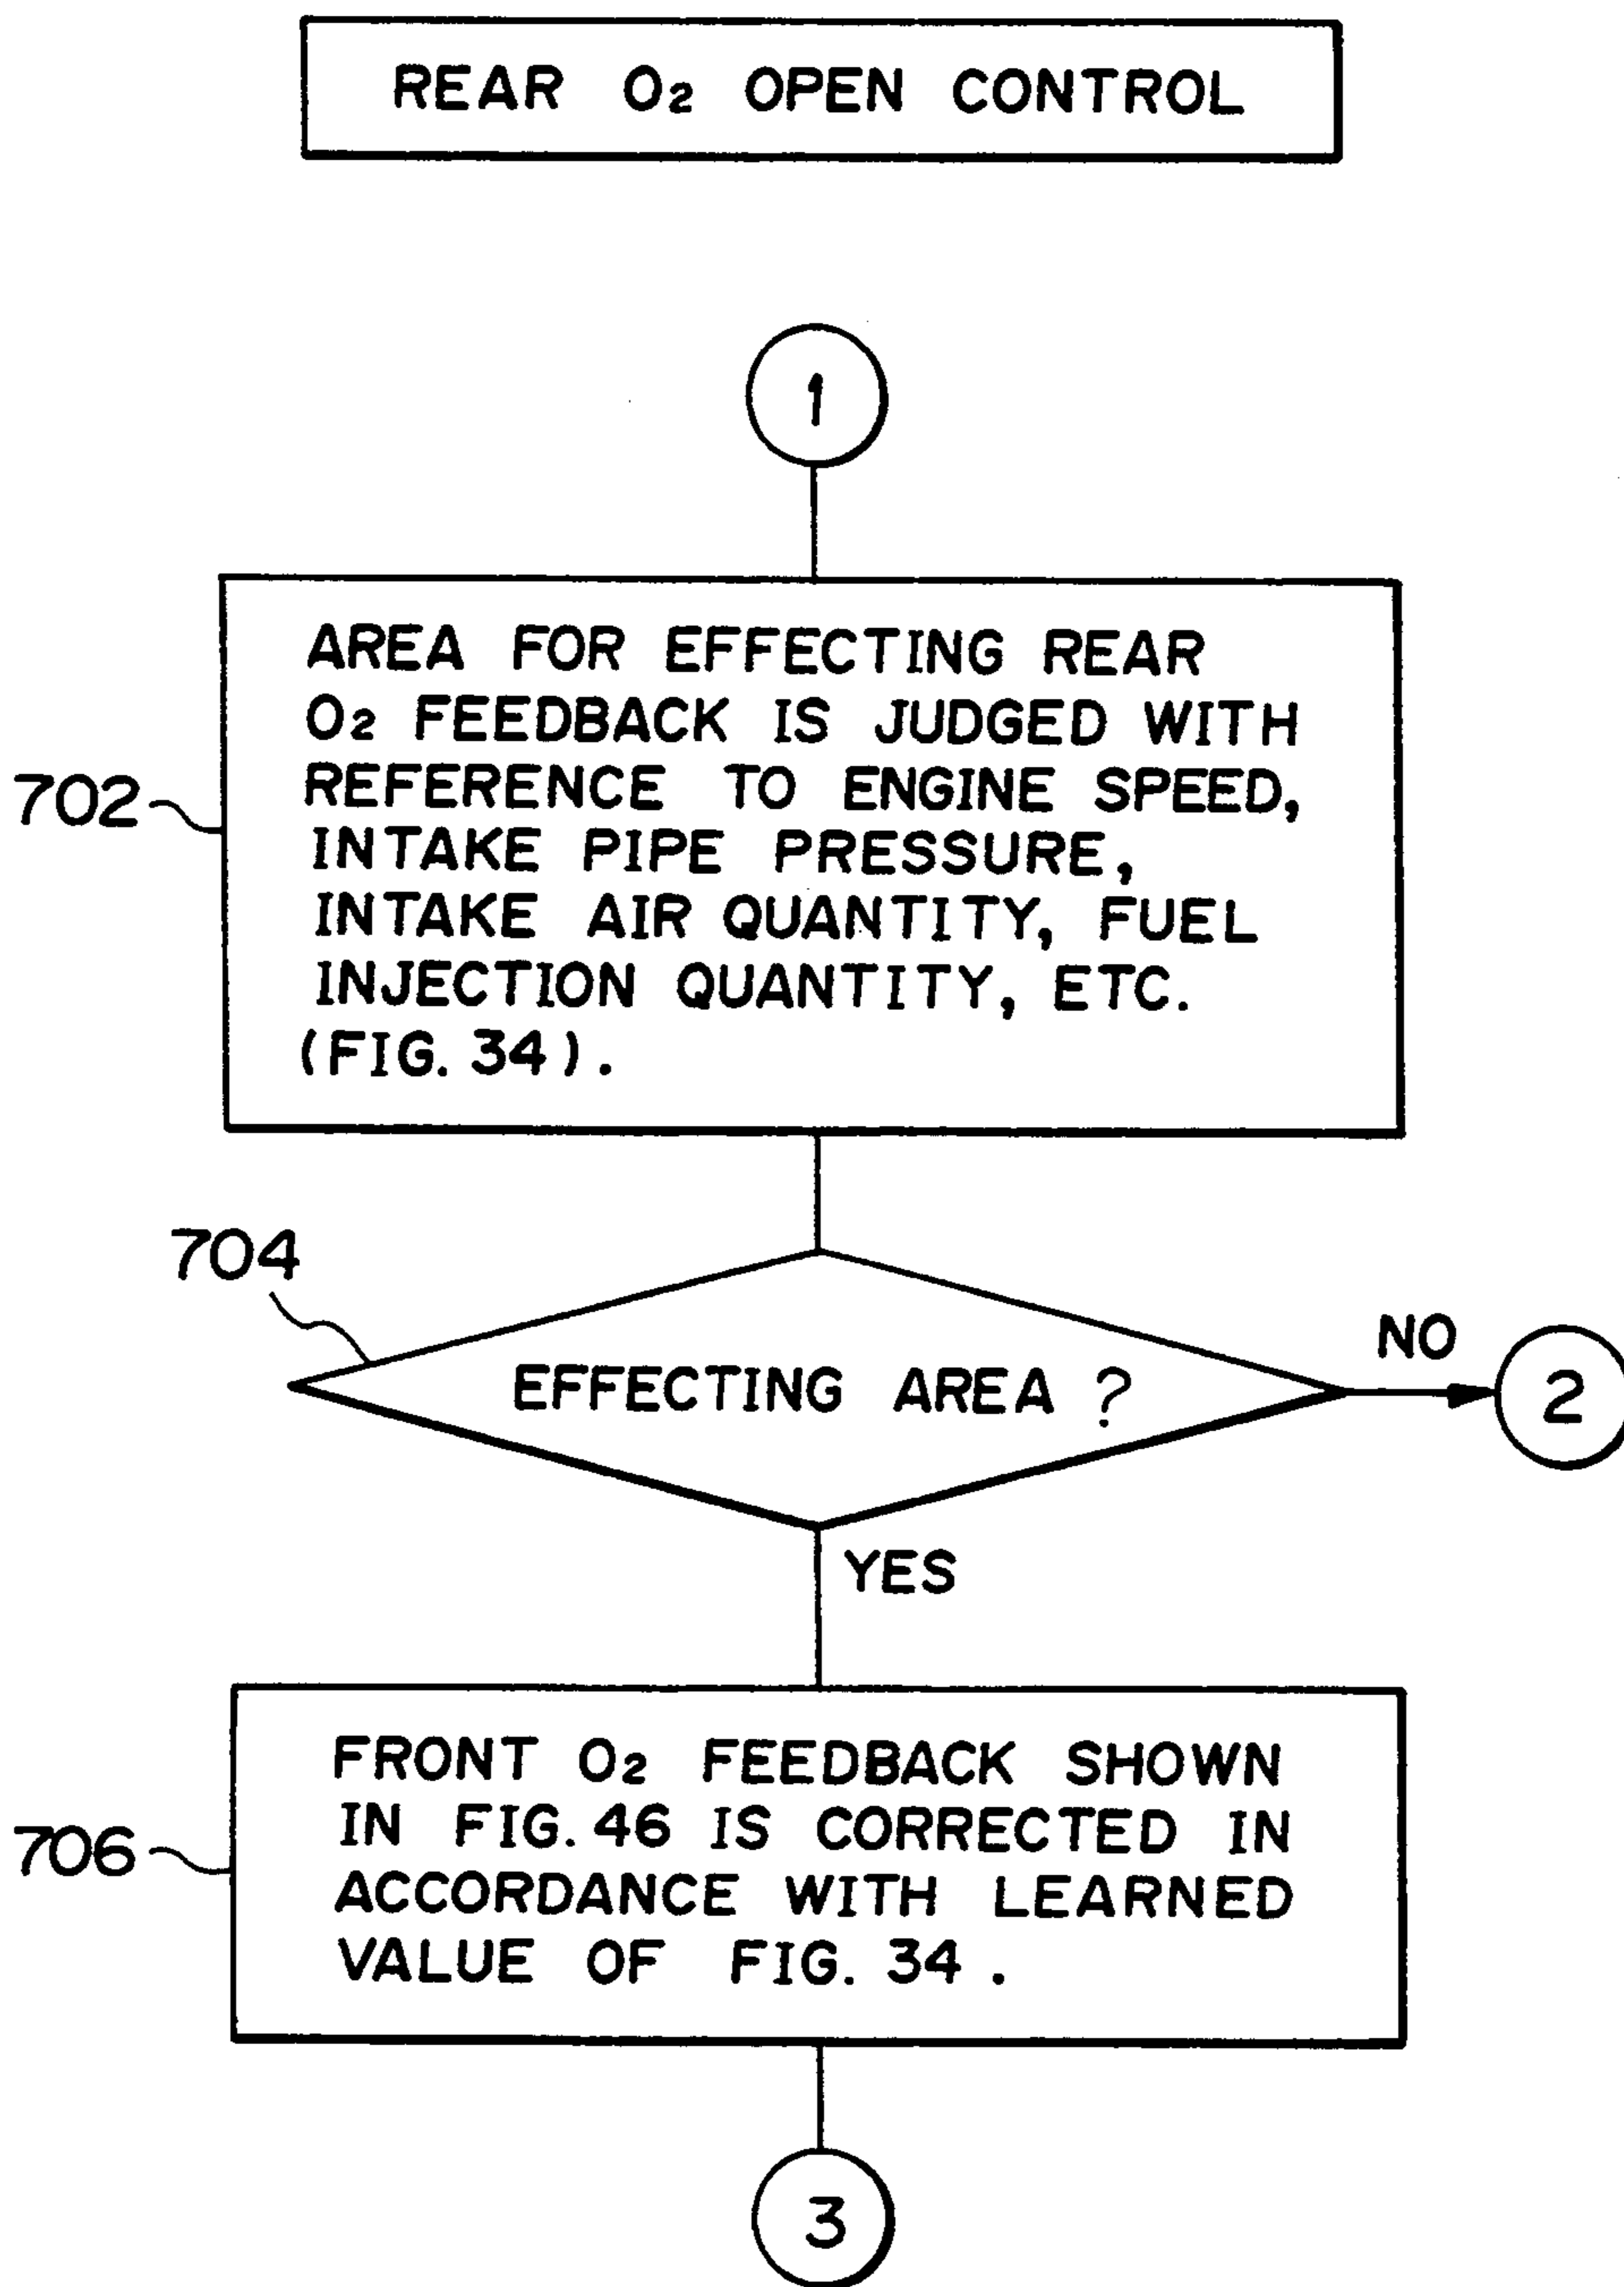 REAR O₂ OPEN CONTROL
1
AREA FOR EFFECTING REAR
O₂ FEEDBACK IS JUDGED WITH
REFERENCE TO ENGINE SPEED,
INTAKE PIPE PRESSURE,
INTAKE AIR QUANTITY, FUEL
INJECTION QUANTITY, ETC.
(FIG. 34).
702
704
EFFECTING AREA ?
NO
2
YES
FRONT O₂ FEEDBACK SHOWN
IN FIG. 46 IS CORRECTED IN
ACCORDANCE WITH LEARNED
VALUE OF FIG. 34 .
706
3